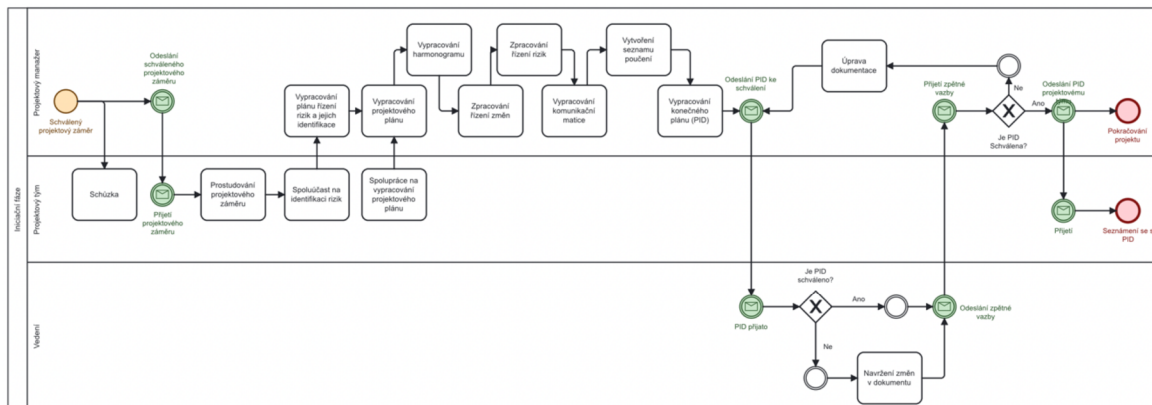 Iniciační fáze
Projektový manažer
Schválený
projektový záměr
Odeslání
schváleného
projektového
záměru
Vypracování
plánu řízení
rizik a jejich
identifikace
Vypracování
projektového
plánu
Vypracování
harmonogramu
Zpracování
řízení změn
Zpracování
řízení rizik
Vypracování
komunikační
matice
Vytvoření
seznamu
poučení
Vypracování
konečného
plánu (PID)
Odeslání PID ke
schválení
Úprava
dokumentace
Přijetí zpětné
vazby
Ne
Je PID
Schválena?
Ano
Odeslání PID
projektovému
Pokračování
projektu
Projektový tým
Schůzka
Přijetí
projektového
záměru
Prostudování
projektového
záměru
Spoluúčast na
identifikaci rizik
Spolupráce na
vypracování
projektového
plánu
Přijetí
Seznámení se s
PID
Vedení
PID přijato
Je PID
schváleno?
Ano
Ne
Navržení změn
v dokumentu
Odeslání zpětné
vazby